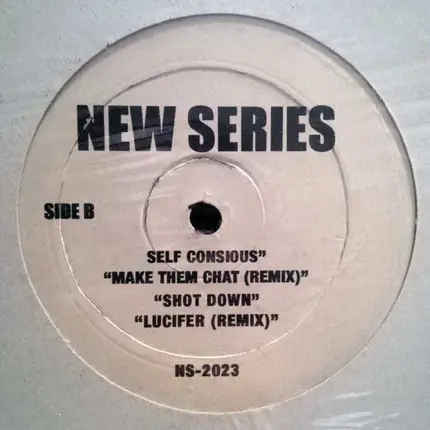 NEW SERIES
SIDE B
SELF CONSIOUS"
"MAKE THEM CHAT (REMIX)"
"SHOT DOWN"
"LUCIFER (REMIX)"
NS-2023